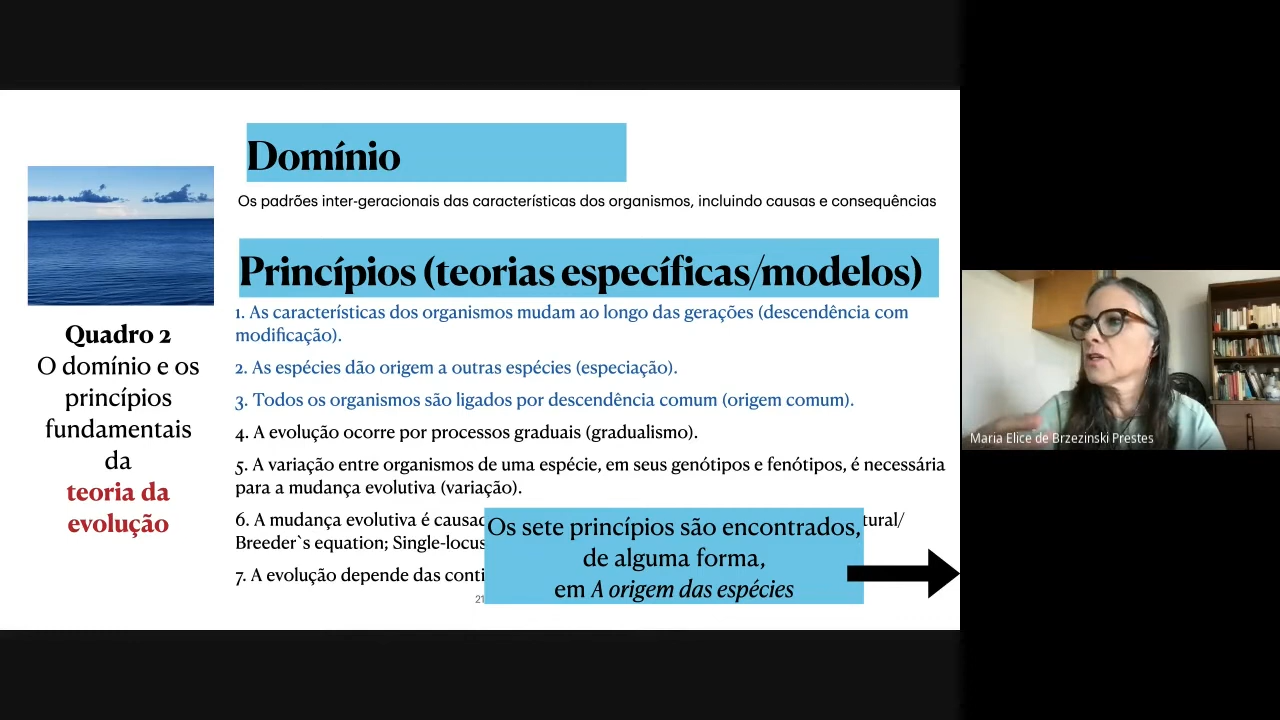 Domínio
Os padrões inter-geracionais das características dos organismos, incluindo causas e consequências
Princípios (teorias específicas/modelos)
1. As características dos organismos mudam ao longo das gerações (descendência com
modificação).
2. As espécies dão origem a outras espécies (especiação).
3. Todos os organismos são ligados por descendência comum (origem comum).
4. A evolução ocorre por processos graduais (gradualismo).
5. A variação entre organismos de uma espécie, em seus genótipos e fenótipos, é necessária
para a mudança evolutiva (variação).
6. A mudança evolutiva é
Breeder`s equation; Single-locus
7. A evolução depende das
Os sete princípios são encontrados,
de alguma forma,
em A origem das espécies
21
Quadro 2
O domínio e os
princípios
fundamentais
da
teoria da
evolução
Maria Elice de Brzezinski Prestes